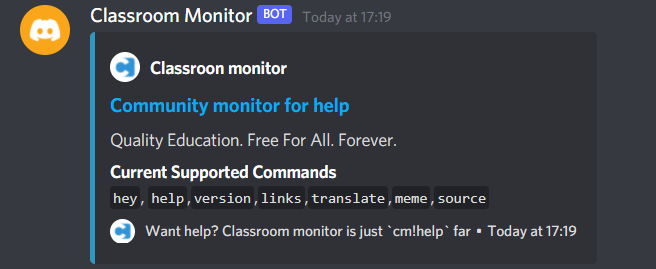 Classroom Monitor BOT Today at 17:19
Classroon monitor
Community monitor for help
Quality Education. Free For All. Forever.
Current Supported Commands
hey, help, version, links, translate, meme, source
Want help? Classroom monitor is just `cm!help` far • Today at 17:19